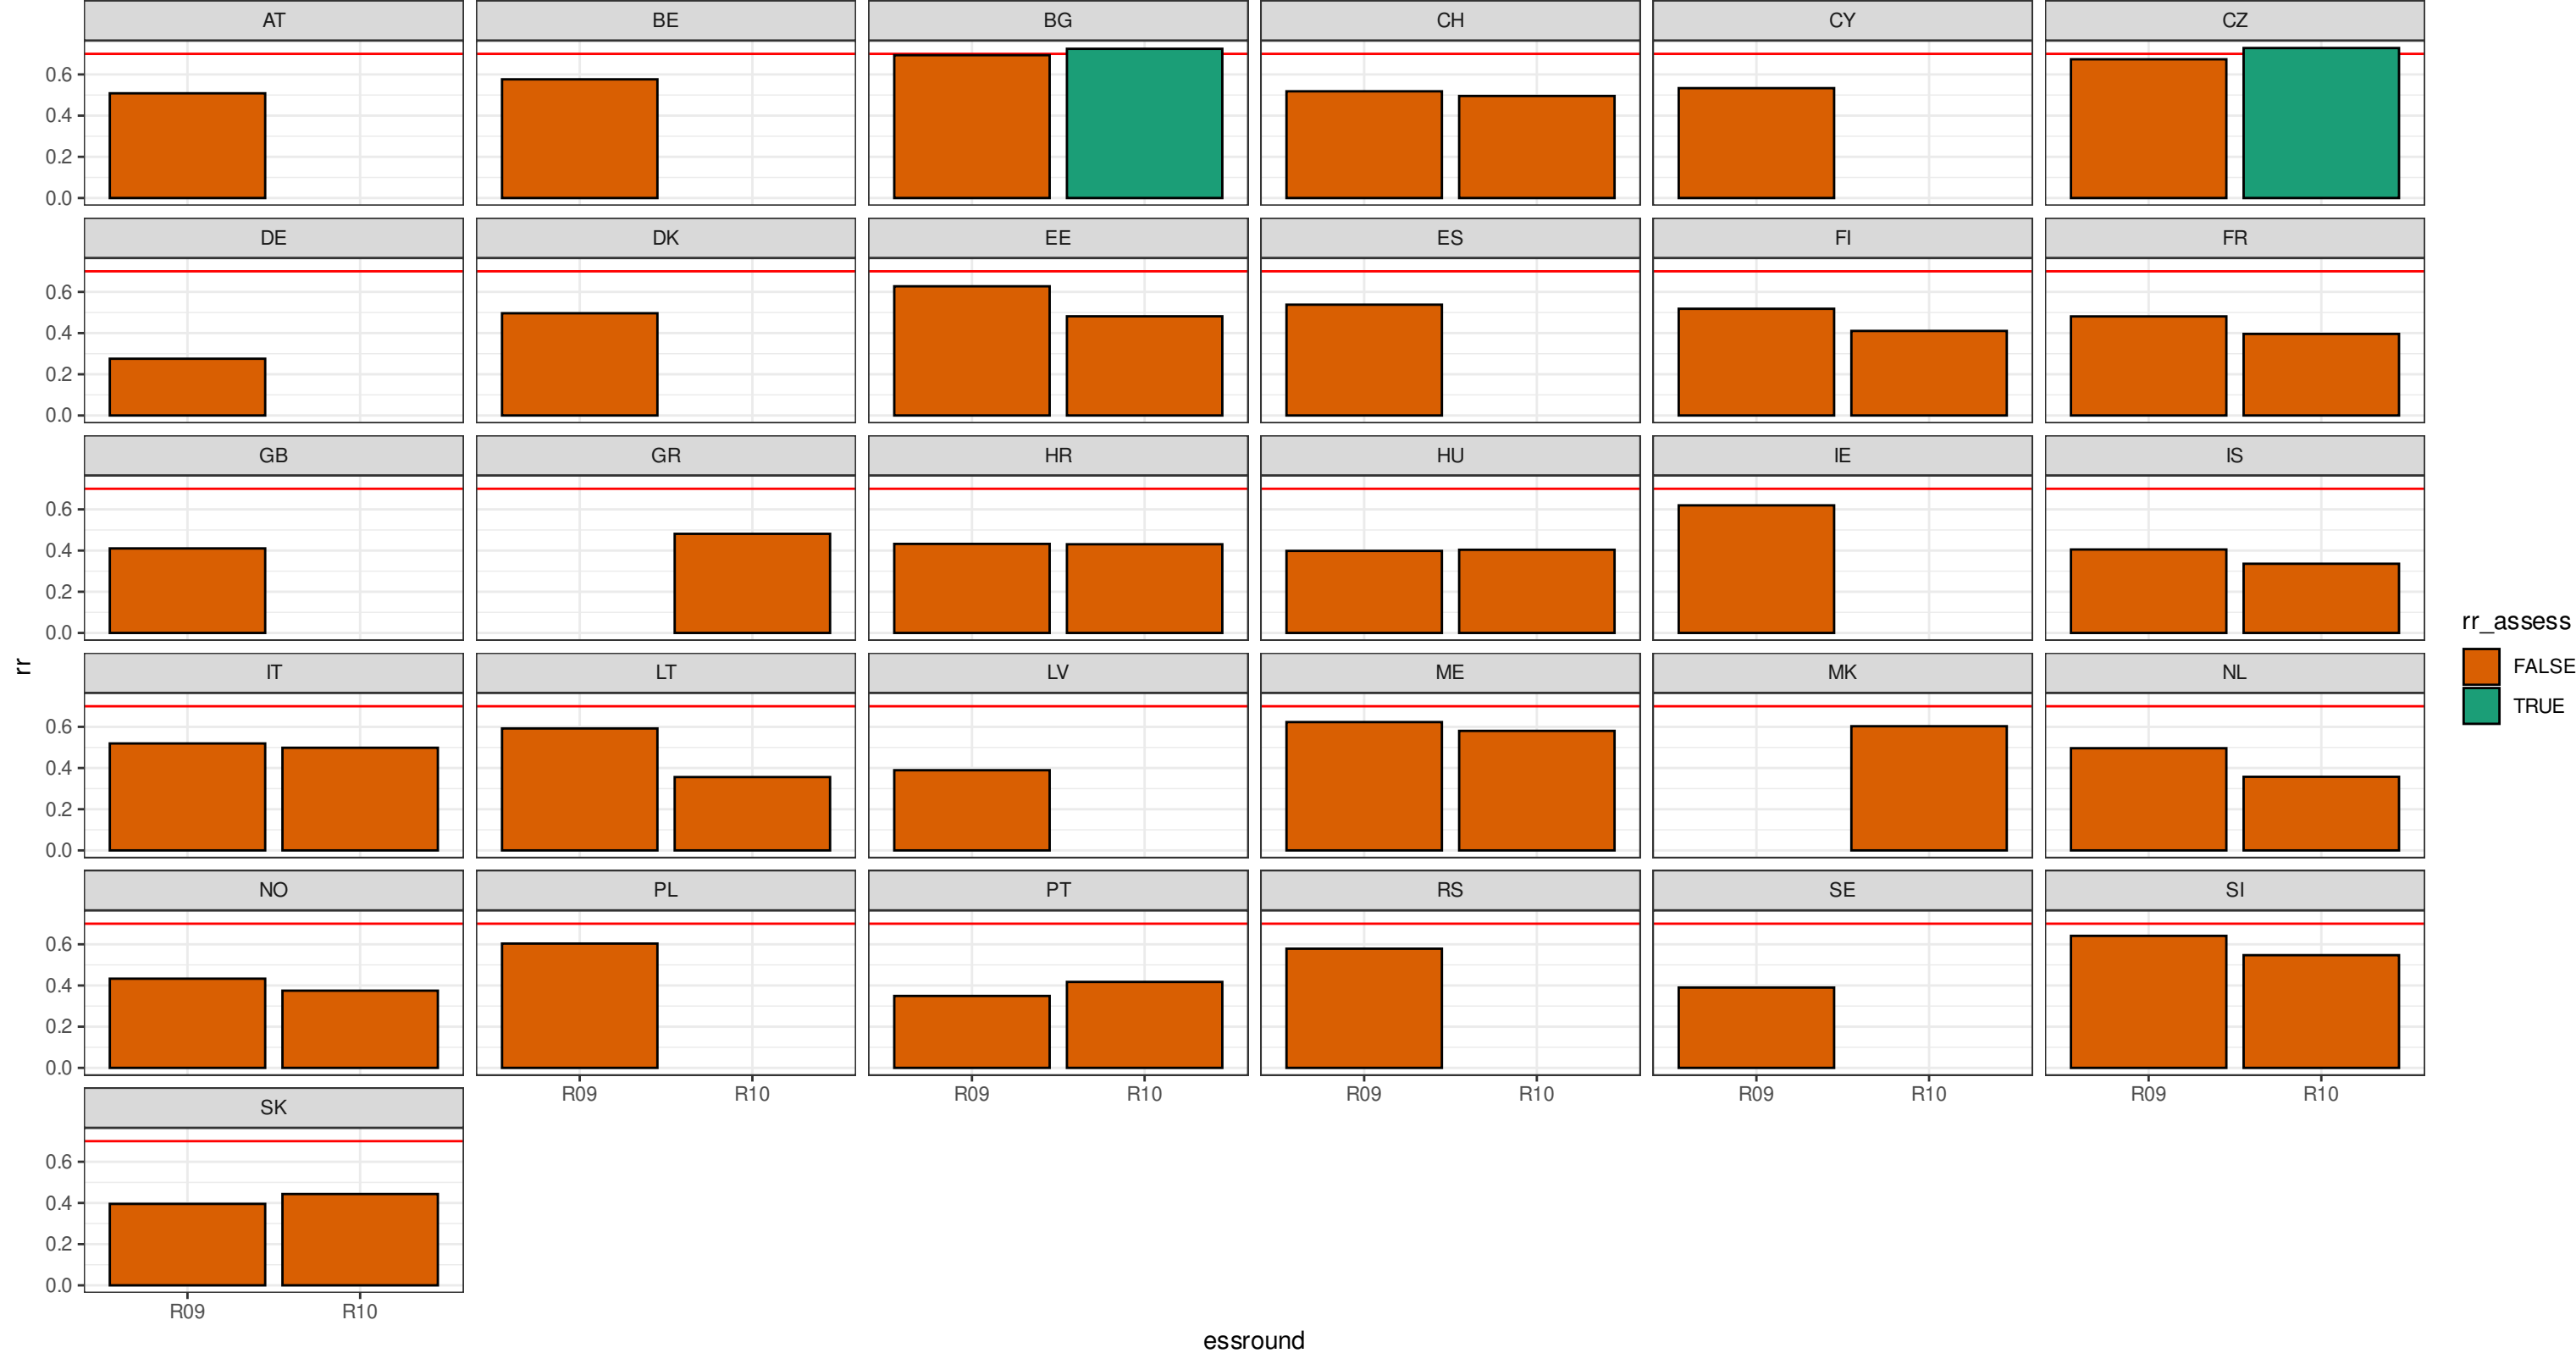 AT BE BG CH CY CZ
0.6
0.4
0.2
0.0
DE DK EE ES FI FR
0.6
0.4
0.2
0.0
GB GR HR HU IE IS
0.6
0.4
0.2
0.0
rr
IT LT LV ME MK NL
0.6
0.4
0.2
0.0
NO PL PT RS SE SI
0.6
0.4
0.2
0.0
R09 R10 R09 R10 R09 R10 R09 R10 R09 R10
SK
0.6
0.4
0.2
0.0
R09 R10
essround
rr_assess
FALSE
TRUE